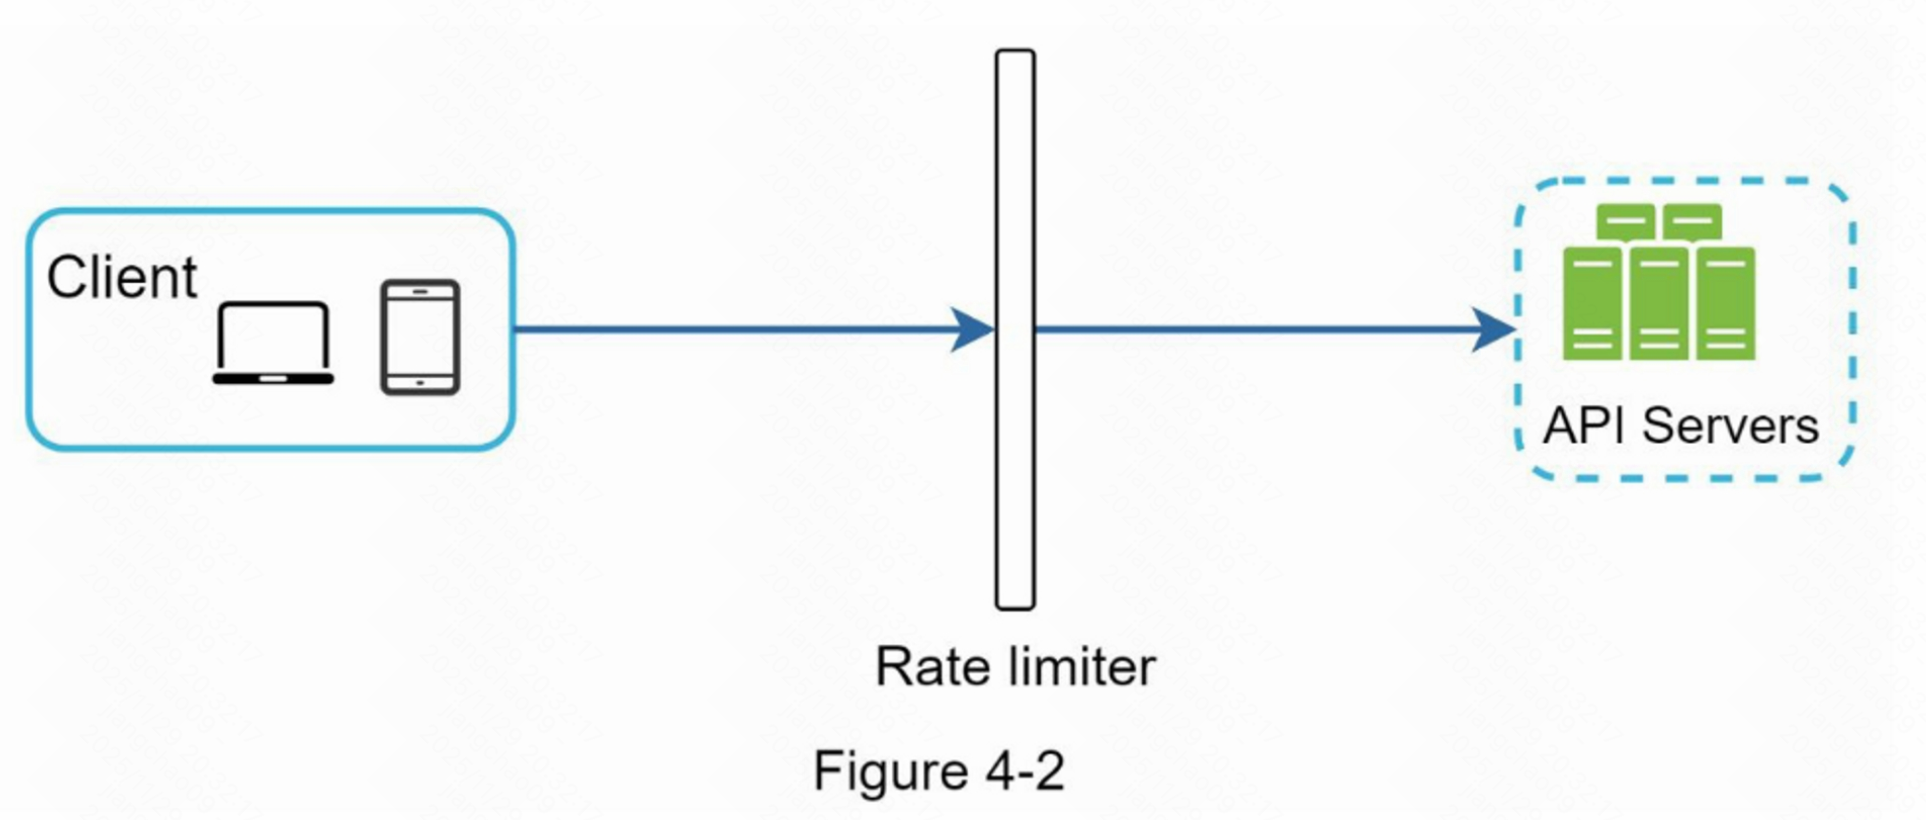 Client
API Servers
Rate limiter
Figure 4-2